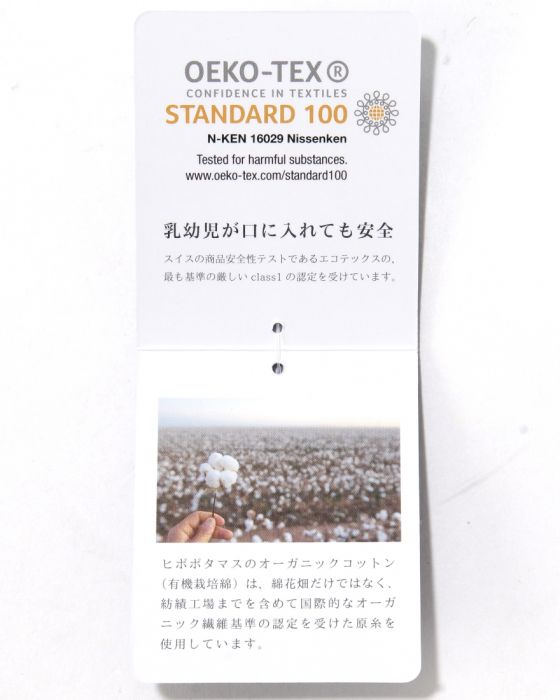 OEKO-TEX®
CONFIDENCE IN TEXTILES
STANDARD 100
N-KEN 16029 Nissenken
Tested for harmful substances.
www.oeko-tex.com/standard100
乳幼児が口に入れても安全
スイスの商品安全性テストであるエコテックスの、
最も基準の厳しい class1 の認定を受けています。
ヒポポタマスのオーガニックコットン
(有機栽培綿)は、綿花畑だけではなく、
紡績工場までを含めて国際的なオーガ
ニック繊維基準の認定を受けた原糸を
使用しています。